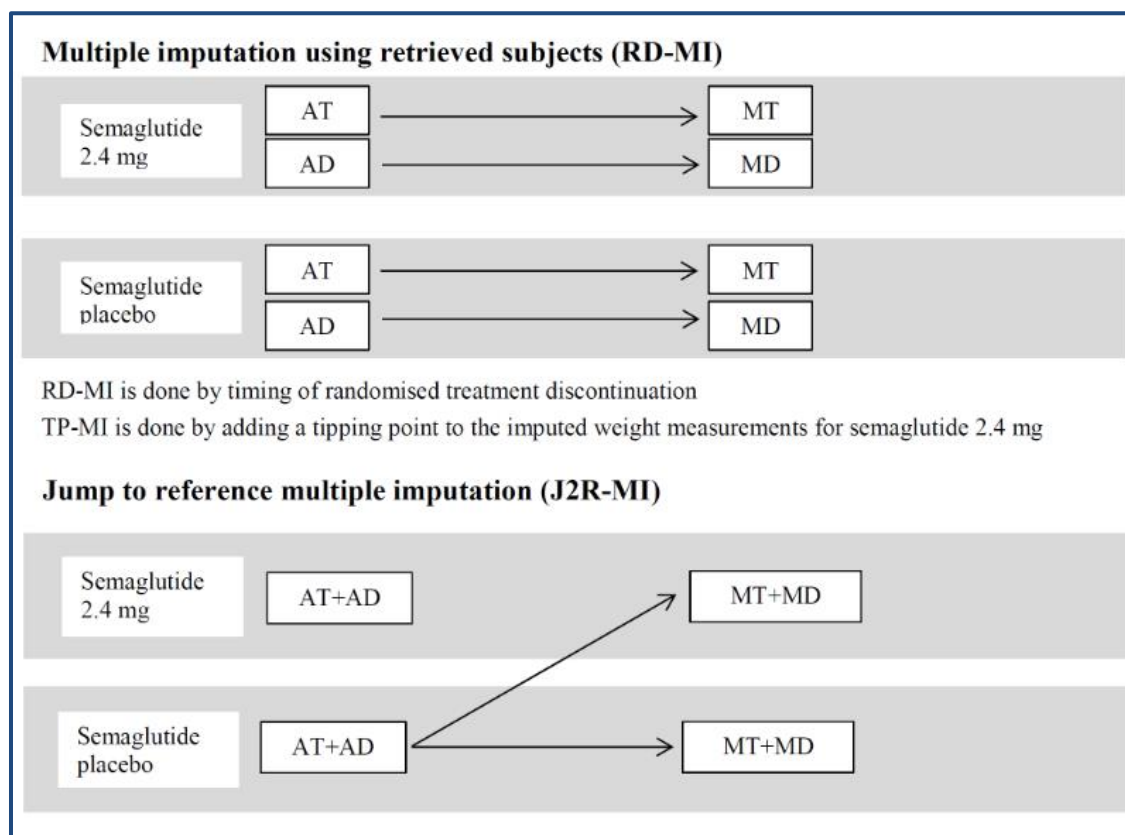 Multiple imputation using retrieved subjects (RD-MI)
Semaglutide
2.4 mg
AT
MT
AD
MD
Semaglutide
placebo
AT
MT
AD
MD
RD-MI is done by timing of randomised treatment discontinuation
TP-MI is done by adding a tipping point to the imputed weight measurements for semaglutide 2.4 mg
Jump to reference multiple imputation (J2R-MI)
Semaglutide
2.4 mg
AT+AD
MT+MD
Semaglutide
placebo
AT+AD
MT+MD